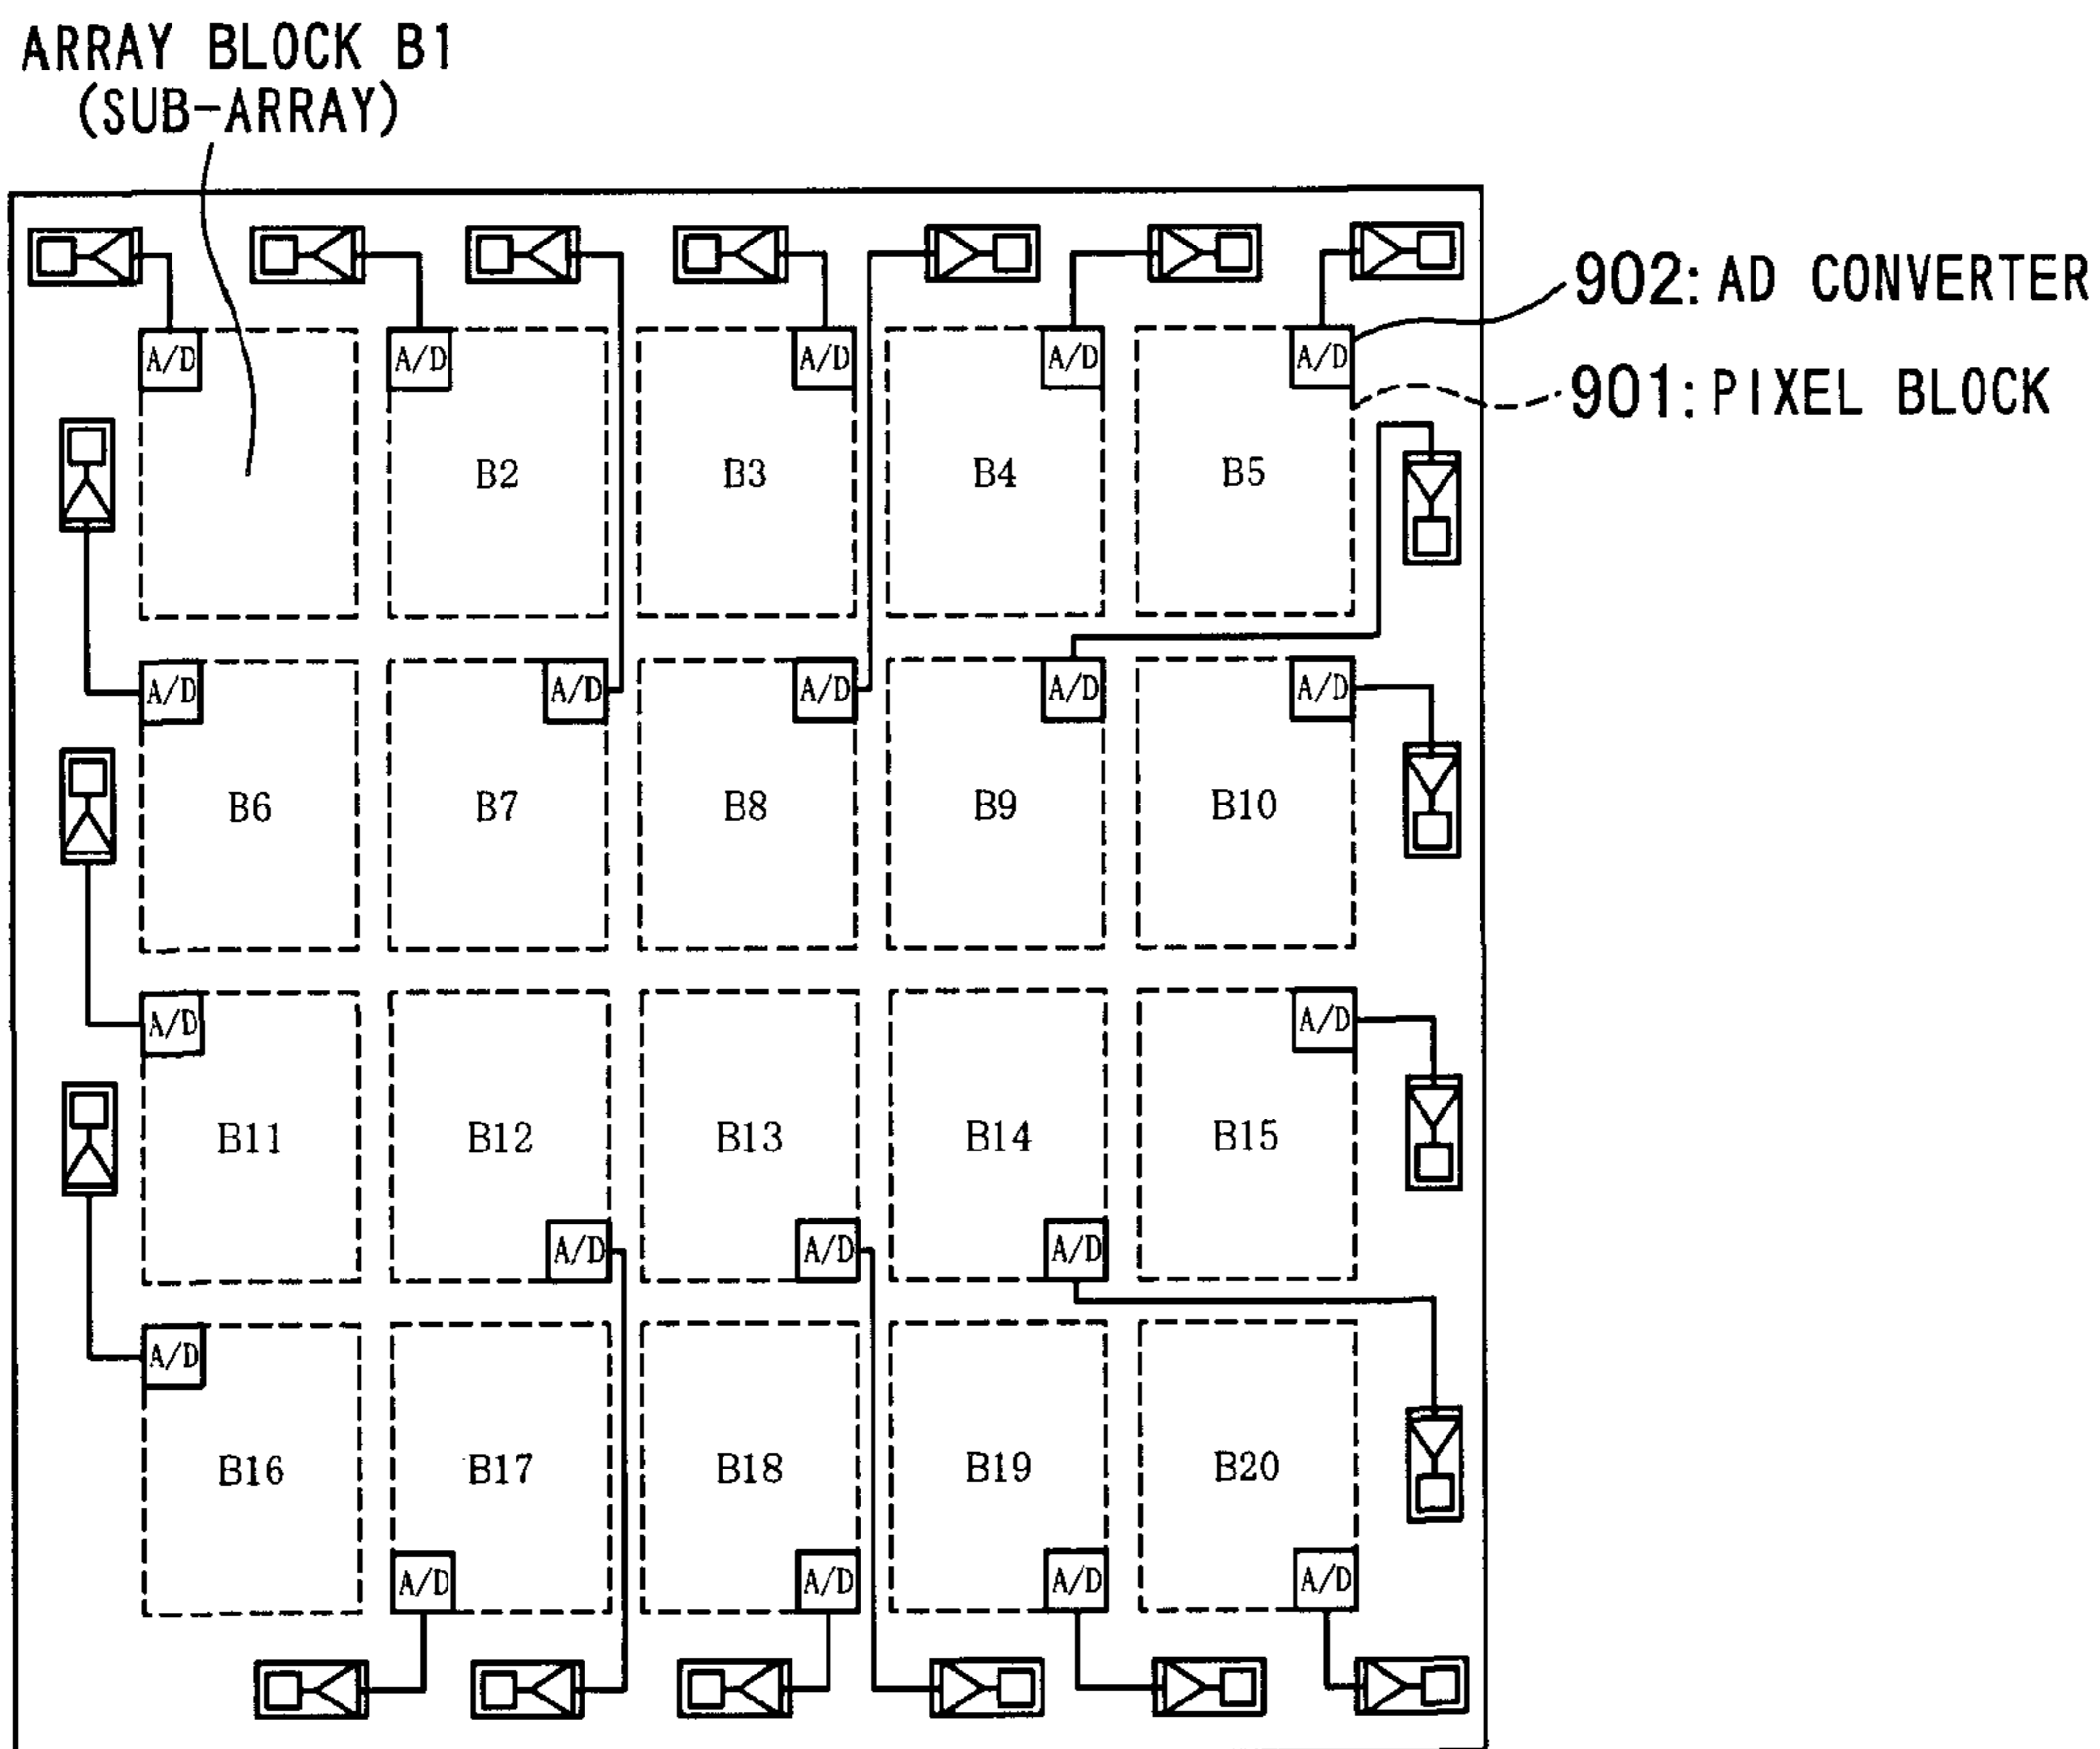 ARRAY BLOCK B1
(SUB-ARRAY)
902: AD CONVERTER
A/D A/D A/D A/D A/D
901: PIXEL BLOCK
B2 B3 B4 B5
A/D A/D A/D A/D A/D
B6 B7 B8 B9 B10
A/D A/D
B11 B12 B13 B14 B15
A/D A/D A/D
A/D
B16 B17 B18 B19 B20
A/D A/D A/D A/D